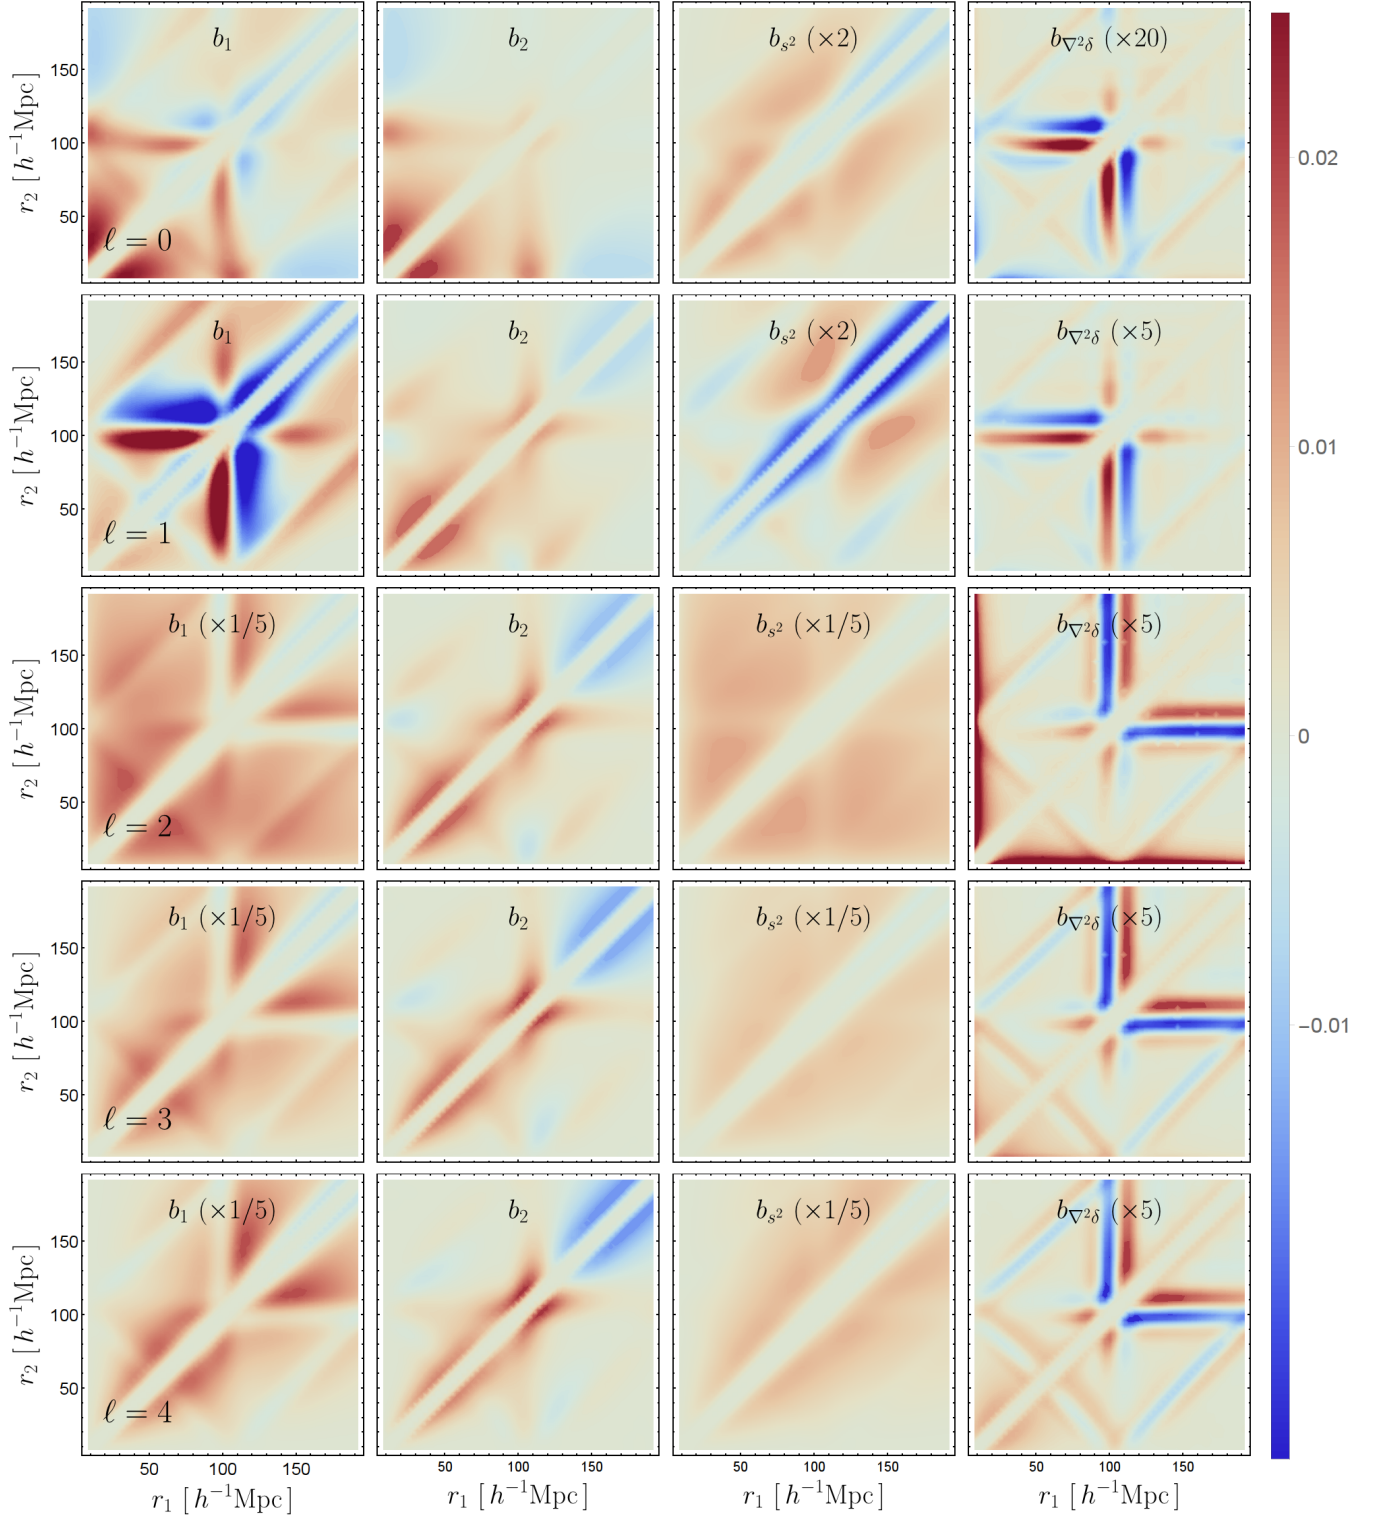 b₁ b₂ b_{s²} (×2) b_{∇²δ} (×20)
r₂ [h⁻¹Mpc]
150
100
50
ℓ = 0
0.02
b₁ b₂ b_{s²} (×2) b_{∇²δ} (×5)
r₂ [h⁻¹Mpc]
150
100
50
ℓ = 1
0.01
b₁ (×1/5) b₂ b_{s²} (×1/5) b_{∇²δ} (×5)
r₂ [h⁻¹Mpc]
150
100
50
ℓ = 2
0
b₁ (×1/5) b₂ b_{s²} (×1/5) b_{∇²δ} (×5)
r₂ [h⁻¹Mpc]
150
100
50
ℓ = 3
−0.01
b₁ (×1/5) b₂ b_{s²} (×1/5) b_{∇²δ} (×5)
r₂ [h⁻¹Mpc]
150
100
50
ℓ = 4
50 100 150 50 100 150 50 100 150 50 100 150
r₁ [h⁻¹Mpc] r₁ [h⁻¹Mpc] r₁ [h⁻¹Mpc] r₁ [h⁻¹Mpc]